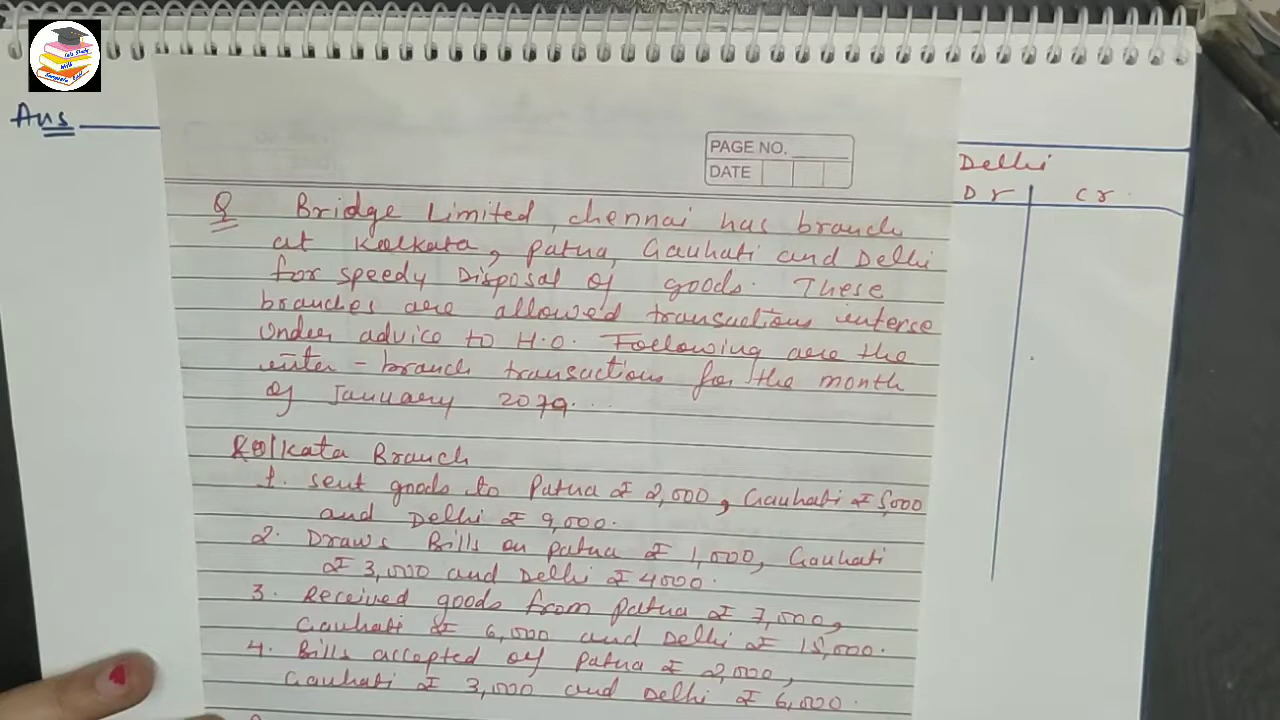 Lets Study
With
Ans
PAGE NO.
DATE
Delhi
Dr Cr
Q Bridge Limited, chennai has branch
at Kolkata, Patna, Gauhati and Delhi
for speedy Disposal of goods. These
branches are allowed transactions interse
Under advice to H.O. Following are the
inter-branch transactions for the month
of January 2079.
Kolkata Branch
1. Sent goods to Patna ₹ 2,000, Gauhati ₹ 5,000
and Delhi ₹ 9,000.
2. Draws Bills on patna ₹ 1,000, Gauhati
₹ 3,000 and Delhi ₹ 4000.
3. Received goods from patna ₹ 7,000,
Gauhati ₹ 6,000 and Delhi ₹ 15,000.
4. Bills accepted of Patna ₹ 2,000,
Gauhati ₹ 3,000 and Delhi ₹ 6,000.